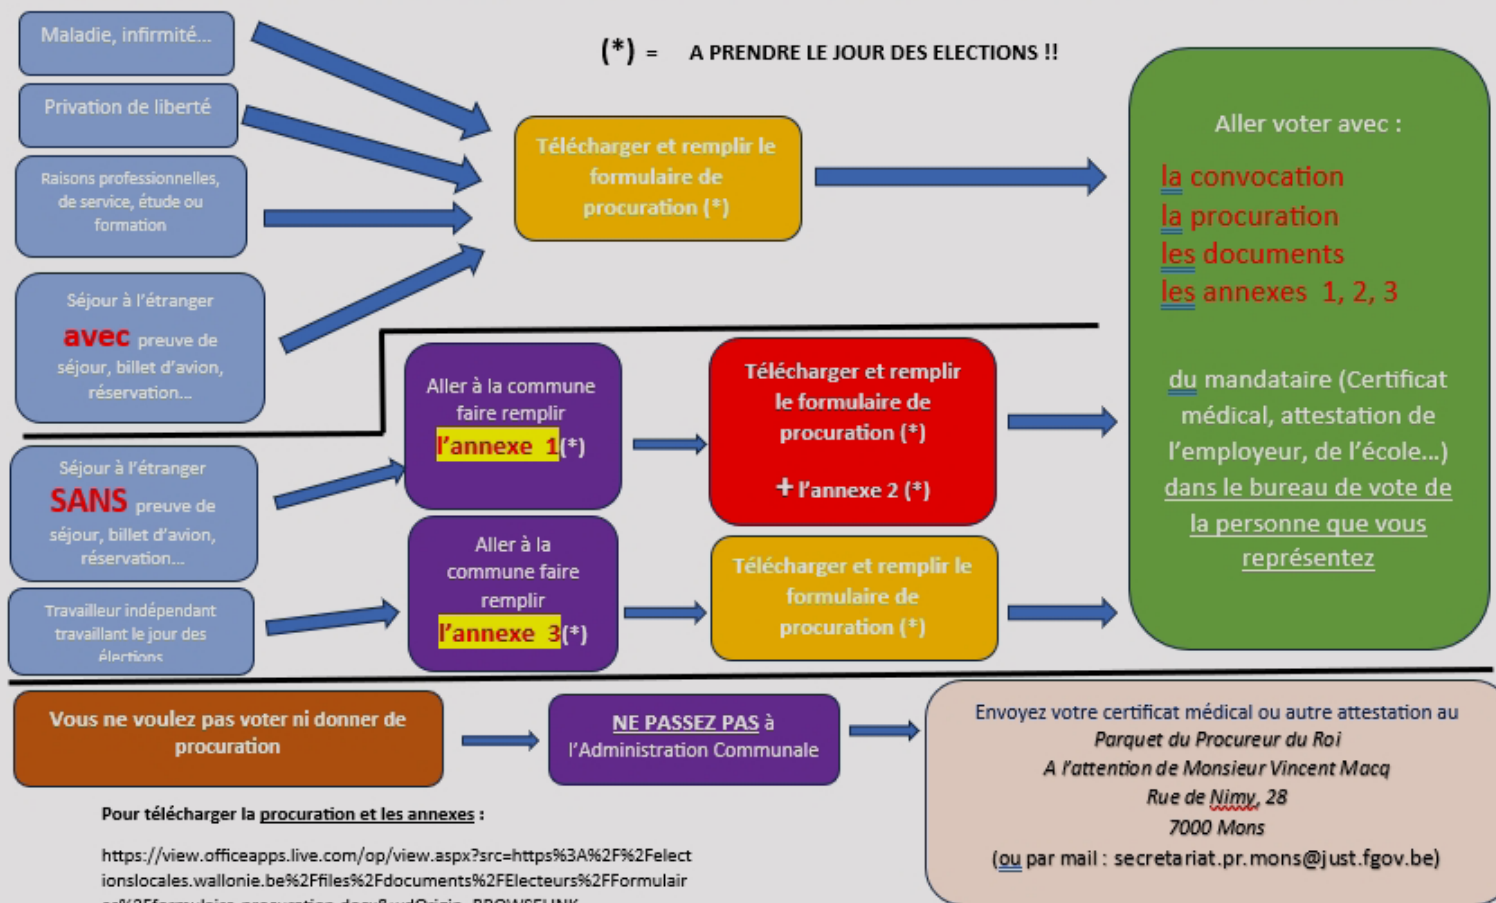 Maladie, infirmité...
(*) = A PRENDRE LE JOUR DES ELECTIONS !!
Privation de liberté
Raisons professionnelles,
de service, étude ou
formation
Séjour à l'étranger
avec preuve de
séjour, billet d'avion,
réservation...
Télécharger et remplir le
formulaire de
procuration (*)
Aller voter avec :
la convocation
la procuration
les documents
les annexes 1, 2, 3
du mandataire (Certificat
médical, attestation de
l'employeur, de l'école...)
dans le bureau de vote de
la personne que vous
représentez
Séjour à l'étranger
SANS preuve de
séjour, billet d'avion,
réservation...
Aller à la commune
faire remplir
l'annexe 1(*)
Télécharger et remplir
le formulaire de
procuration (*)
+ l'annexe 2 (*)
Travailleur indépendant
travaillant le jour des
élections
Aller à la
commune faire
remplir
l'annexe 3(*)
Télécharger et remplir le
formulaire de
procuration (*)
Vous ne voulez pas voter ni donner de
procuration
NE PASSEZ PAS à
l'Administration Communale
Envoyez votre certificat médical ou autre attestation au
Parquet du Procureur du Roi
A l'attention de Monsieur Vincent Macq
Rue de Nimy, 28
7000 Mons
(ou par mail : secretariat.pr.mons@just.fgov.be)
Pour télécharger la procuration et les annexes :
https://view.officeapps.live.com/op/view.aspx?src=https%3A%2F%2Felect
ionslocales.wallonie.be%2Ffiles%2Fdocuments%2FElecteurs%2FFormulair